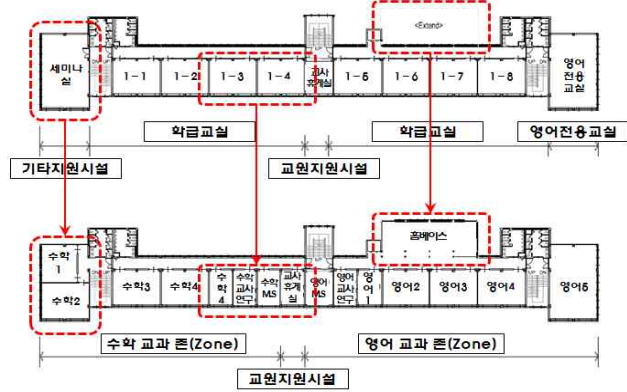 <Extend>
세미나
실
1-1
1-2
1-3
1-4
교사
휴게실
1-5
1-6
1-7
1-8
영어
전용
교실
학급교실
학급교실
영어전용교실
기타지원시설
교원지원시설
홈베이스
수학
1
수학2
수학3
수학4
수학
4
수학
교사
연구
수학
MS
교사
휴게
실
영어
MS
영어
교사
연구
영어
1
영어2
영어3
영어4
영어5
수학 교과 존(Zone)
영어 교과 존(Zone)
교원지원시설